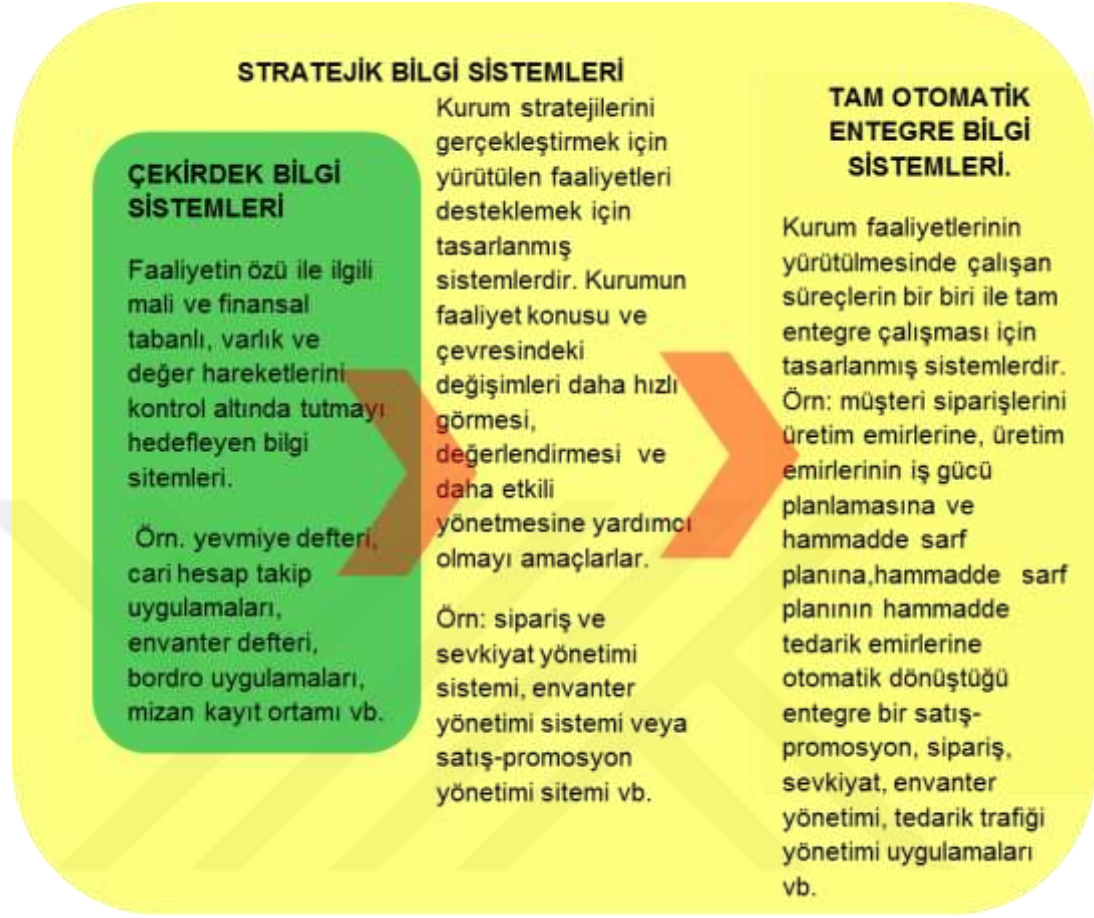 STRATEJİK BİLGİ SİSTEMLERİ
ÇEKİRDEK BİLGİ
SİSTEMLERİ
Faaliyetin özü ile ilgili
mali ve finansal
tabanlı, varlık ve
değer hareketlerini
kontrol altında tutmayı
hedefleyen bilgi
sitemleri.
Örn. yevmiye defteri,
cari hesap takip
uygulamaları,
envanter defteri,
bordro uygulamaları,
mizan kayıt ortamı vb.
Kurum stratejilerini
gerçekleştirmek için
yürütülen faaliyetleri
desteklemek için
tasarlanmış
sistemlerdir. Kurumun
faaliyet konusu ve
çevresindeki
değişimleri daha hızlı
görmesi,
değerlendirmesi ve
daha etkili
yönetmesine yardımcı
olmayı amaçlarlar.
Örn: sipariş ve
sevkiyat yönetimi
sistemi, envanter
yönetimi sistemi veya
satış-promosyon
yönetimi sitemi vb.
TAM OTOMATİK
ENTEGRE BİLGİ
SİSTEMLERİ.
Kurum faaliyetlerinin
yürütülmesinde çalışan
süreçlerin bir biri ile tam
entegre çalışması için
tasarlanmış sistemlerdir.
Örn: müşteri siparişlerini
üretim emirlerine, üretim
emirlerinin iş gücü
planlamasına ve
hammadde sarf
planına,hammadde sarf
planının hammadde
tedarik emirlerine
otomatik dönüştüğü
entegre bir satış-
promosyon, sipariş,
sevkiyat, envanter
yönetimi, tedarik trafiği
yönetimi uygulamaları
vb.